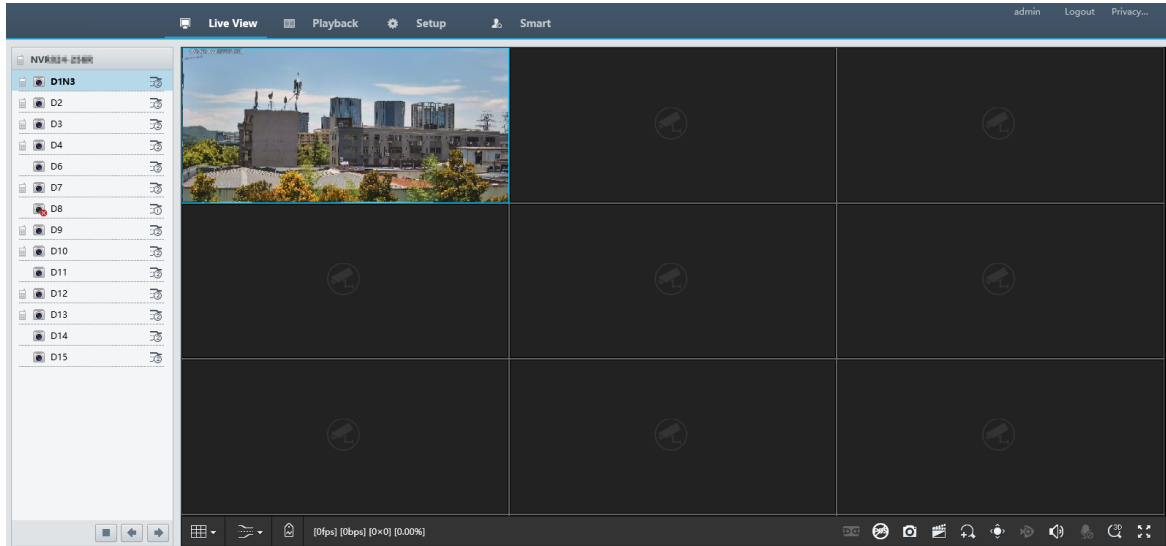 Live View
Playback
Setup
Smart
admin
Logout
Privacy...
D1N3
D2
D3
D4
D6
D7
D8
D9
D10
D11
D12
D13
D14
D15
[0fps] [0bps] [0×0] [0.00%]
3D